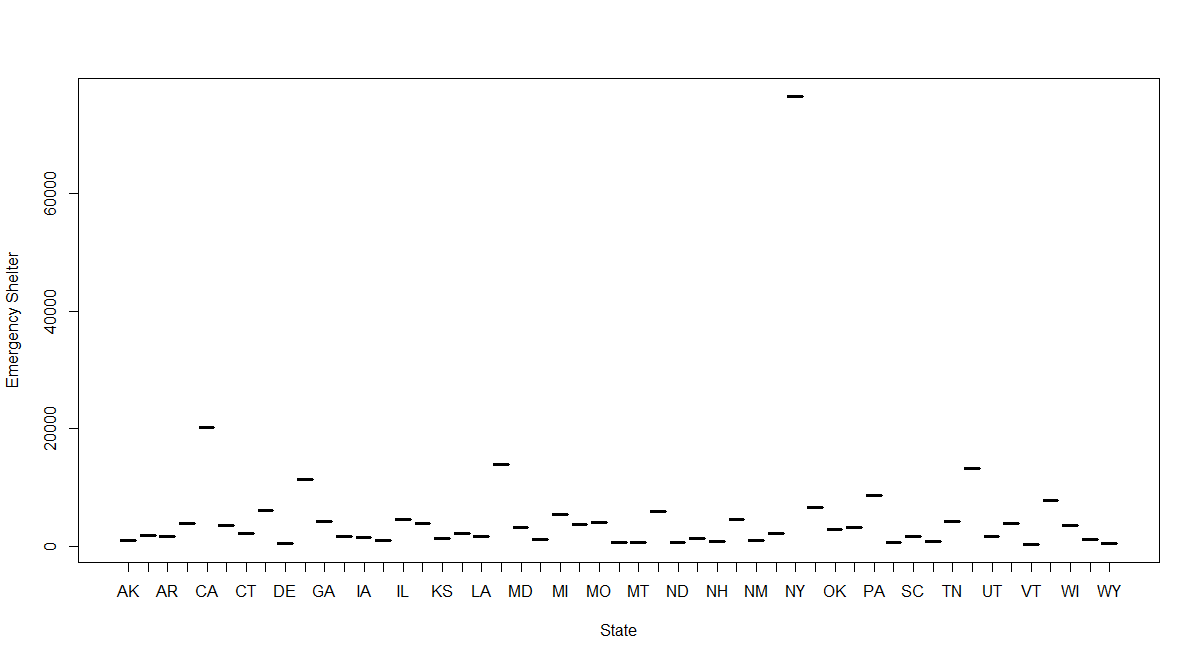 Emergency Shelter
60000
40000
20000
0
AK AR CA CT DE GA IA IL KS LA MD MI MO MT ND NH NM NY OK PA SC TN UT VT WI WY
State